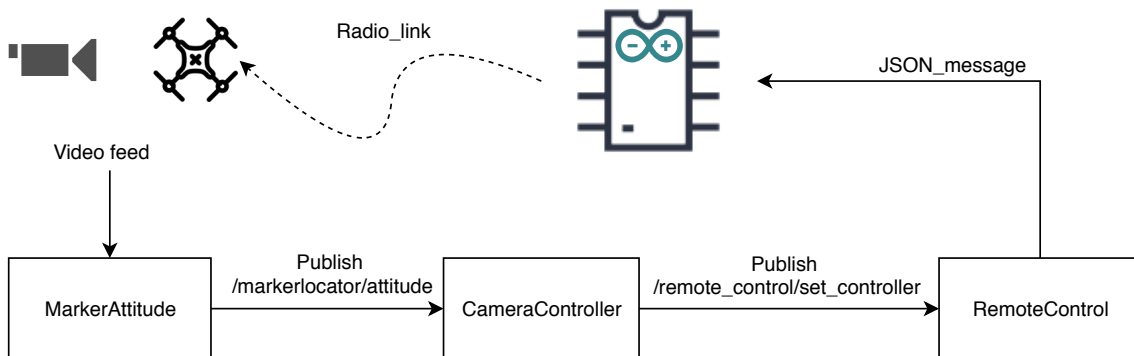 Radio_link
JSON_message
Video feed
Publish
/markerlocator/attitude
Publish
/remote_control/set_controller
MarkerAttitude
CameraController
RemoteControl